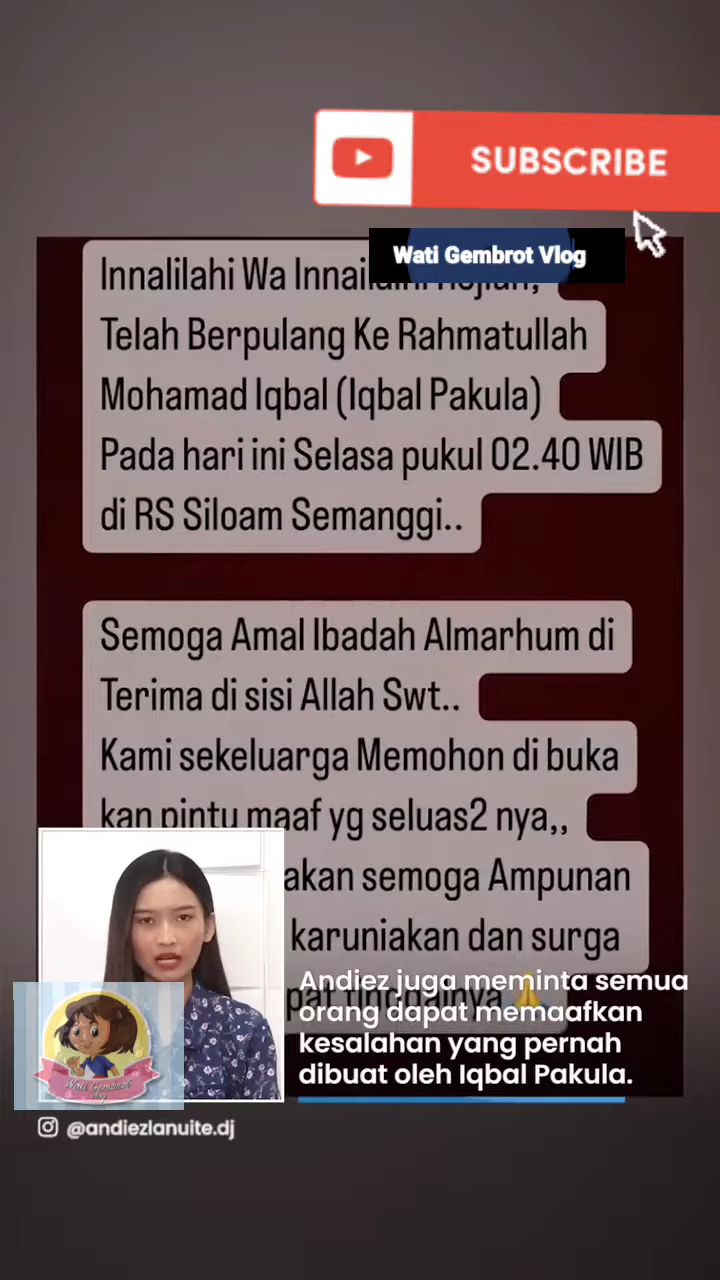 SUBSCRIBE
Wati Gembrot Vlog
Telah Berpulang Ke Rahmatullah
Mohamad Iqbal (Iqbal Pakula)
Pada hari ini Selasa pukul 02.40 WIB
di RS Siloam Semanggi..
Semoga Amal Ibadah Almarhum di
Terima di sisi Allah Swt..
Kami sekeluarga Memohon di buka
kan pintu maaf yg seluas2 nya,,
akan semoga Ampunan
karuniakan dan surga
Andiez juga meminta semua
orang dapat memaafkan
kesalahan yang pernah
dibuat oleh Iqbal Pakula.
Wati Gembrot
vlog
@andiezlanuite.dj